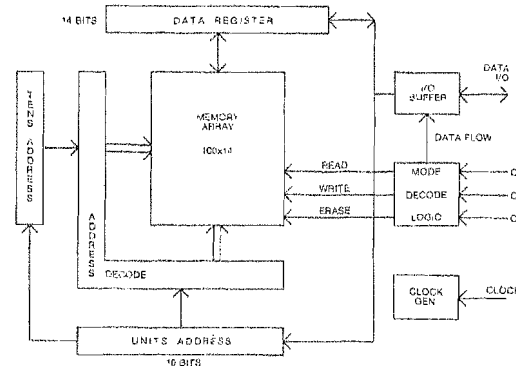 14 BITS
DATA REGISTER
TENS ADDRESS
MEMORY
ARRAY
100x14
I/O
BUFFER
DATA
I/O
DATA FLOW
READ
WRITE
ERASE
MODE
DECODE
LOGIC
C
C
C
ADDRESS
DECODE
CLOCK
GEN
CLOCK
UNITS ADDRESS
10 BITS